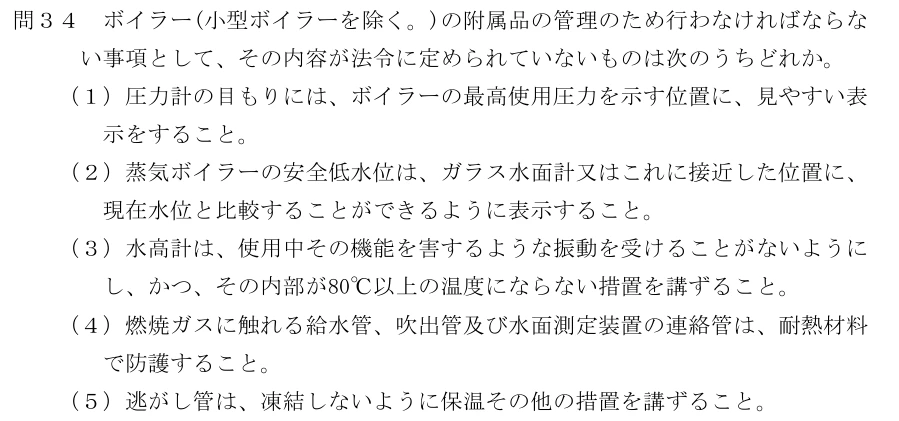 問３４　ボイラー(小型ボイラーを除く。)の附属品の管理のため行わなければならな
い事項として、その内容が法令に定められていないものは次のうちどれか。
（１）圧力計の目もりには、ボイラーの最高使用圧力を示す位置に、見やすい表
示をすること。
（２）蒸気ボイラーの安全低水位は、ガラス水面計又はこれに接近した位置に、
現在水位と比較することができるように表示すること。
（３）水高計は、使用中その機能を害するような振動を受けることがないように
し、かつ、その内部が80℃以上の温度にならない措置を講ずること。
（４）燃焼ガスに触れる給水管、吹出管及び水面測定装置の連絡管は、耐熱材料
で防護すること。
（５）逃がし管は、凍結しないように保温その他の措置を講ずること。